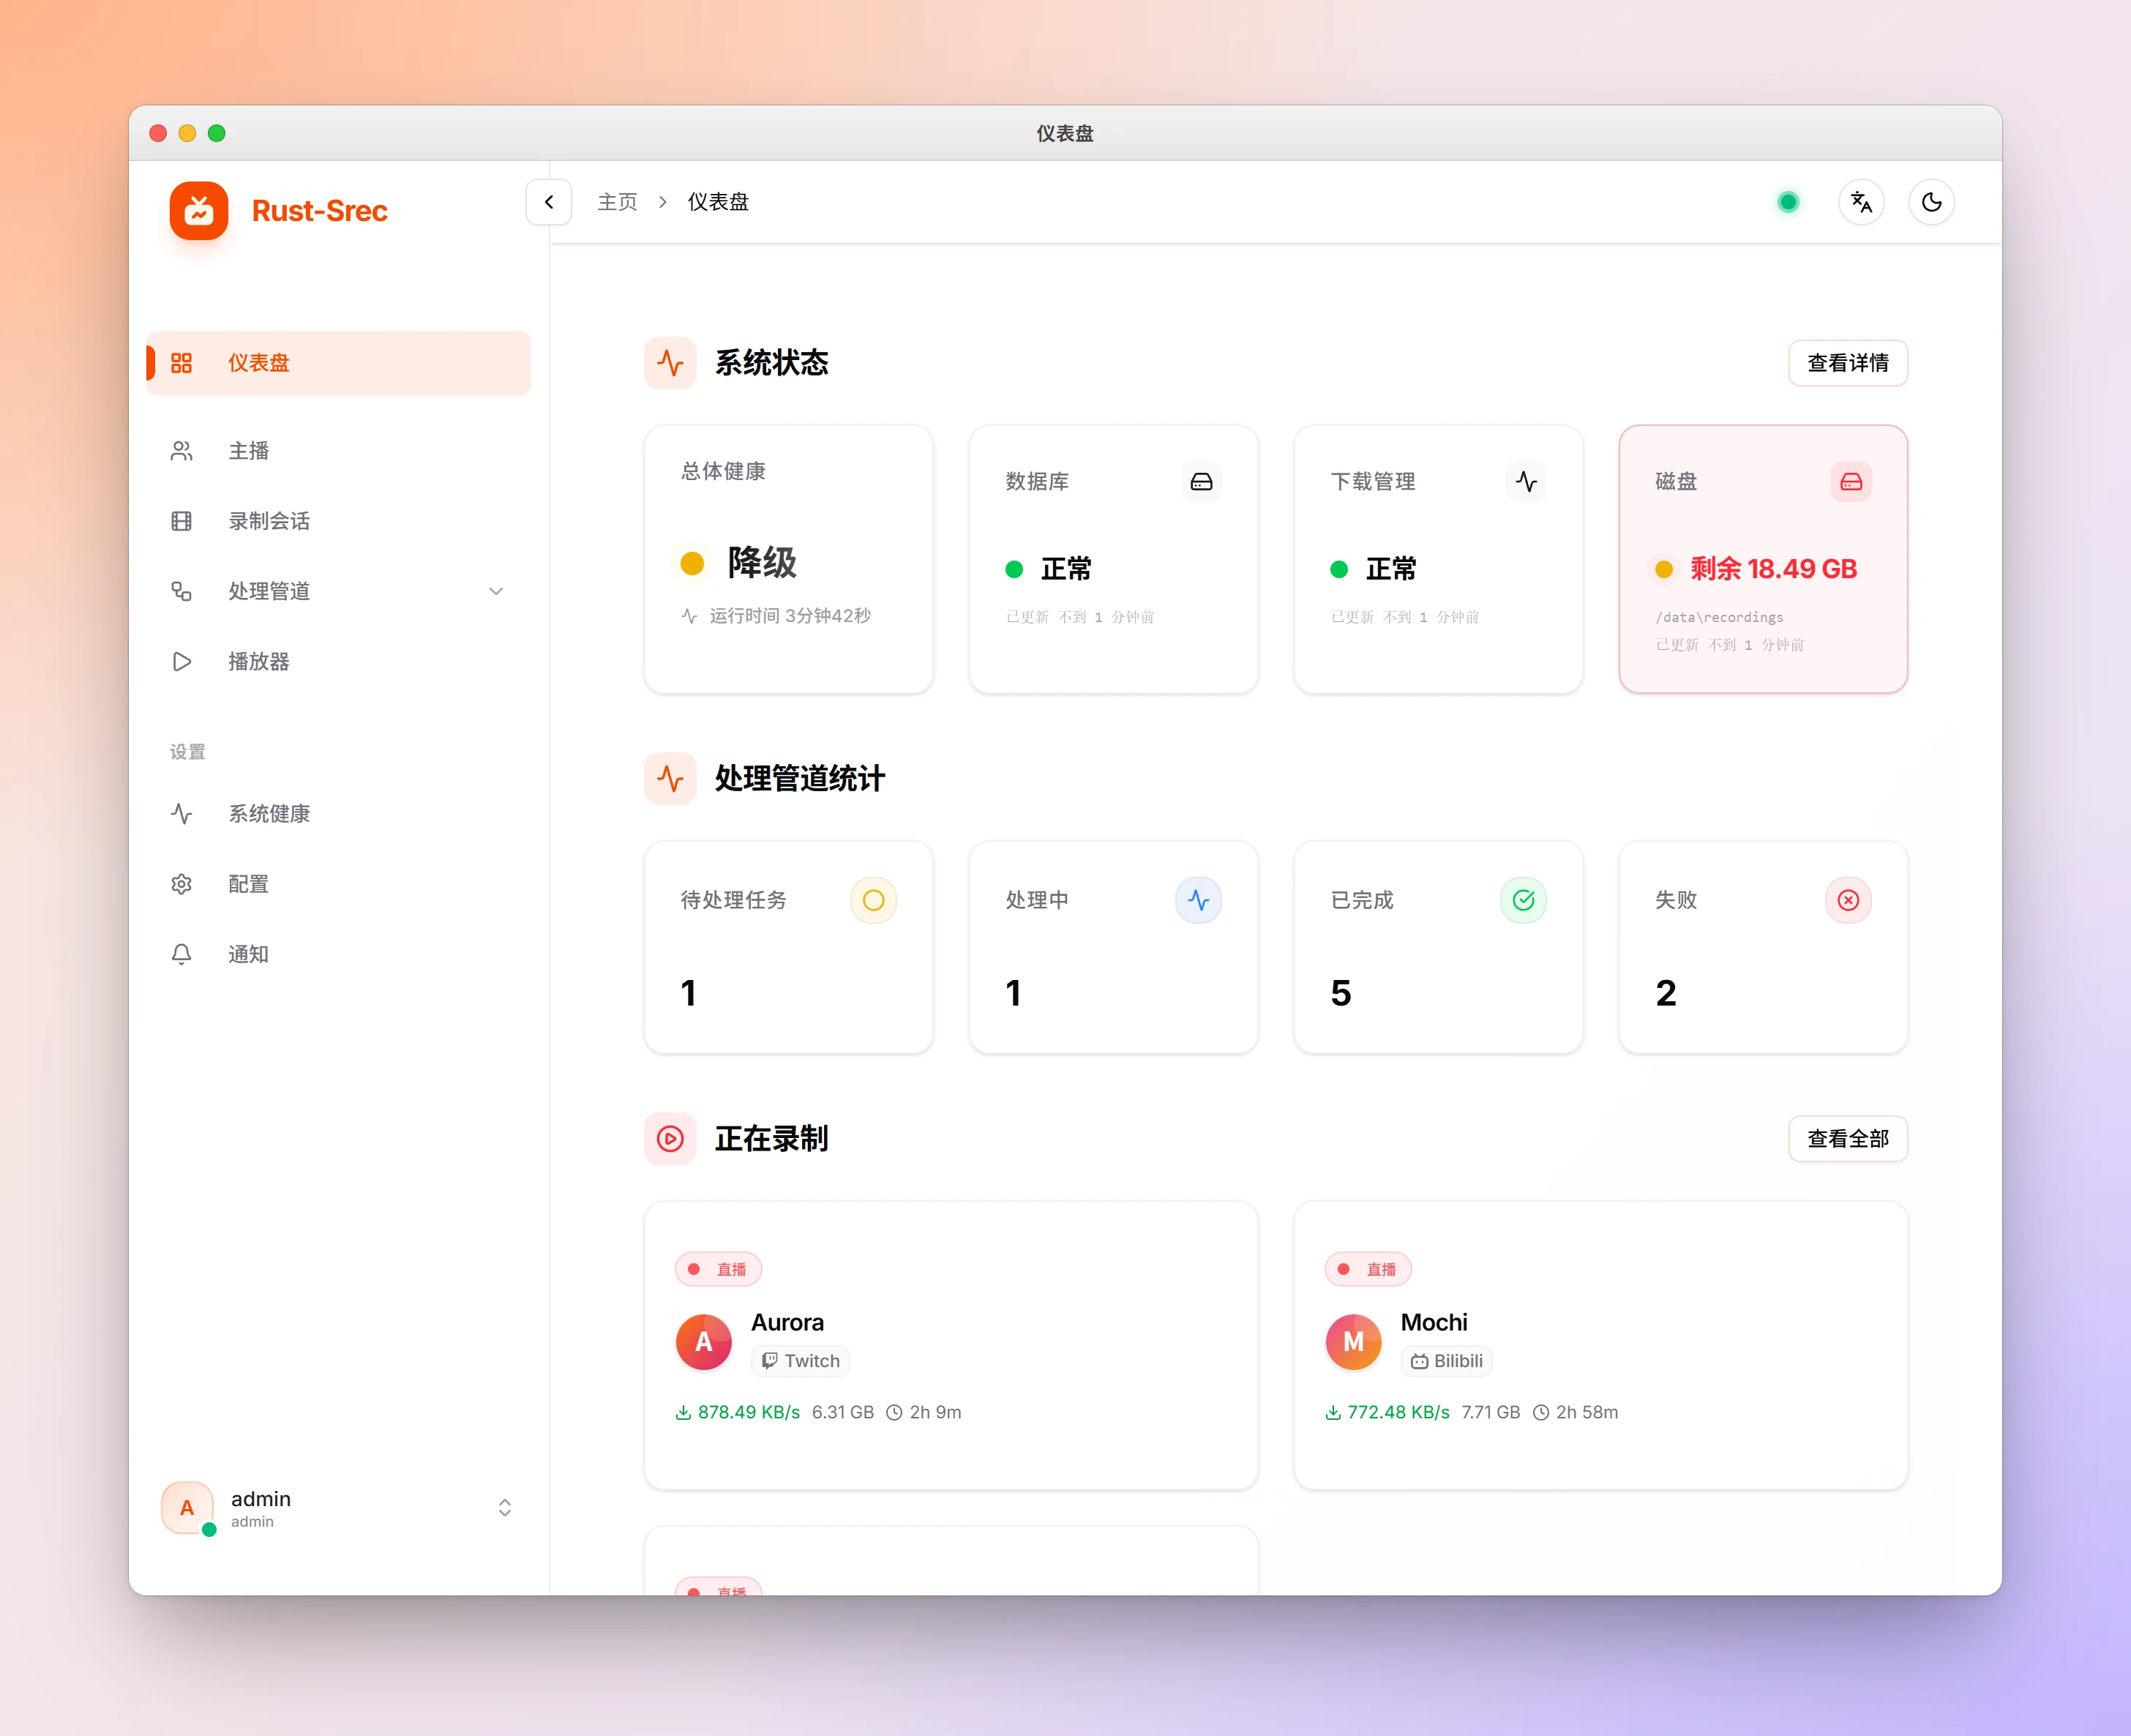 仪表盘
Rust-Srec
主页 > 仪表盘
仪表盘
主播
录制会话
处理管道
播放器
设置
系统健康
配置
通知
A
admin
admin
系统状态
查看详情
总体健康
降级
运行时间 3分钟42秒
数据库
正常
已更新 不到 1 分钟前
下载管理
正常
已更新 不到 1 分钟前
磁盘
剩余 18.49 GB
/data\recordings
已更新 不到 1 分钟前
处理管道统计
待处理任务
1
处理中
1
已完成
5
失败
2
正在录制
查看全部
直播
A
Aurora
Twitch
878.49 KB/s 6.31 GB 2h 9m
直播
M
Mochi
Bilibili
772.48 KB/s 7.71 GB 2h 58m
直播